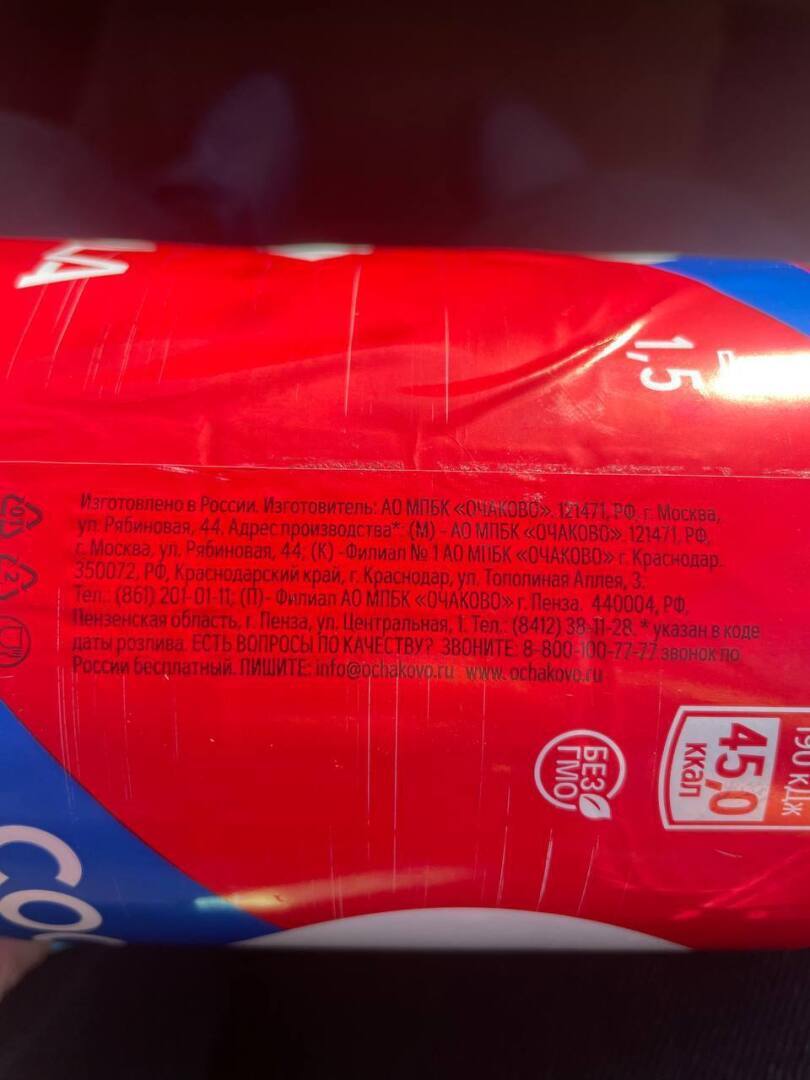 LA
1,5
Изготовлено в России. Изготовитель: АО МПБК «ОЧАКОВО». 121471, РФ, г. Москва,
ул. Рябиновая, 44. Адрес производства*: (М) - АО МПБК «ОЧАКОВО». 121471, РФ,
г. Москва, ул. Рябиновая, 44; (К) -Филиал № 1 АО МПБК «ОЧАКОВО» г. Краснодар.
350072, РФ, Краснодарский край, г. Краснодар, ул. Тополиная Аллея, 3.
Тел.: (861) 201-01-11; (П)- Филиал АО МПБК «ОЧАКОВО» г. Пенза. 440004, РФ,
Пензенская область, г. Пенза, ул. Центральная, 1. Тел.: (8412) 38-11-28. * указан в коде
даты розлива. ЕСТЬ ВОПРОСЫ ПО КАЧЕСТВУ? ЗВОНИТЕ: 8-800-100-77-77 звонок по
России бесплатный. ПИШИТЕ: info@ochakovo.ru www.ochakovo.ru
БЕЗ
ГМО
190 КДЖ
45,0
ккал
COO